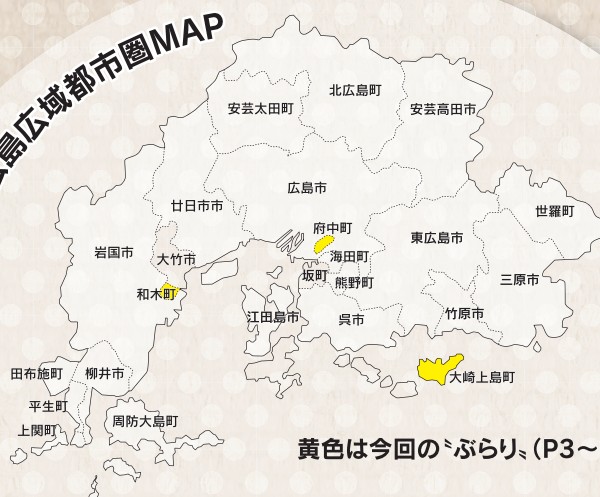 島広域都市圏MAP
北広島町
安芸太田町
安芸高田市
広島市
廿日市市
世羅町
府中町
東広島市
岩国市
海田町
大竹市
坂町
熊野町
三原市
和木町
江田島市
呉市
竹原市
田布施町
柳井市
大崎上島町
平生町
周防大島町
上関町
黄色は今回の〝ぶらり〟（P3～